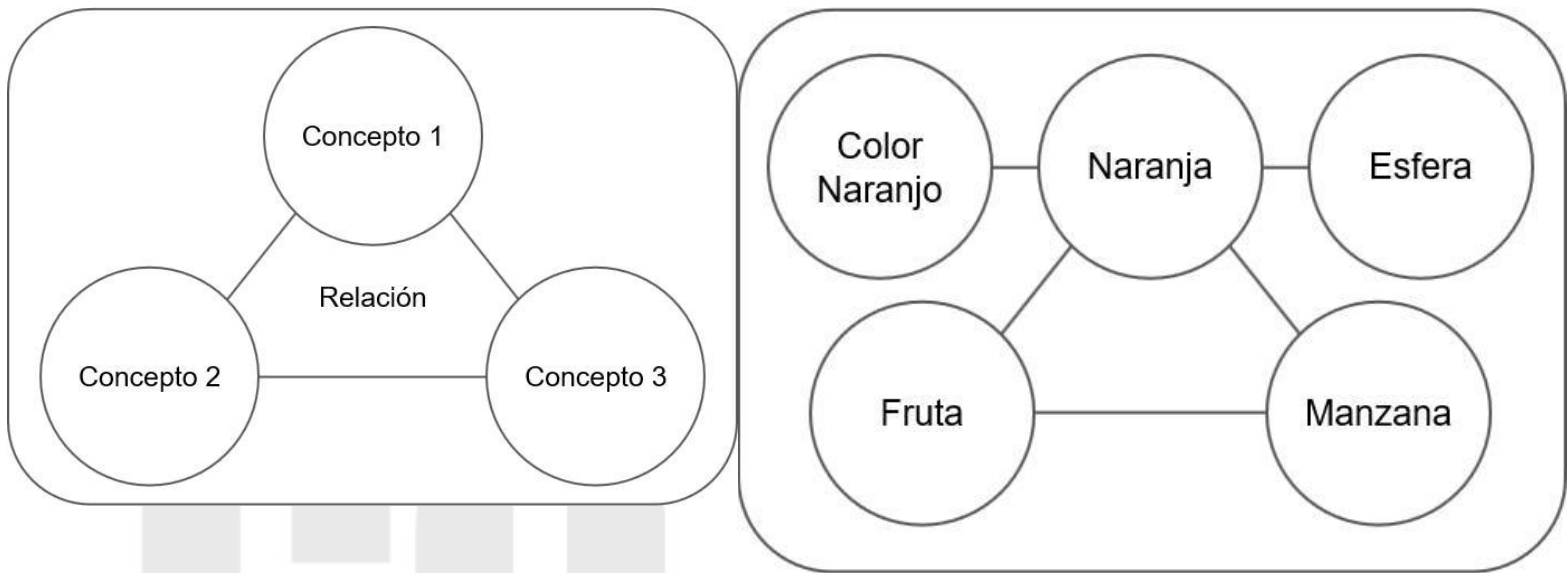 Concepto 1
Relación
Concepto 2
Concepto 3
Color
Naranjo
Naranja
Esfera
Fruta
Manzana